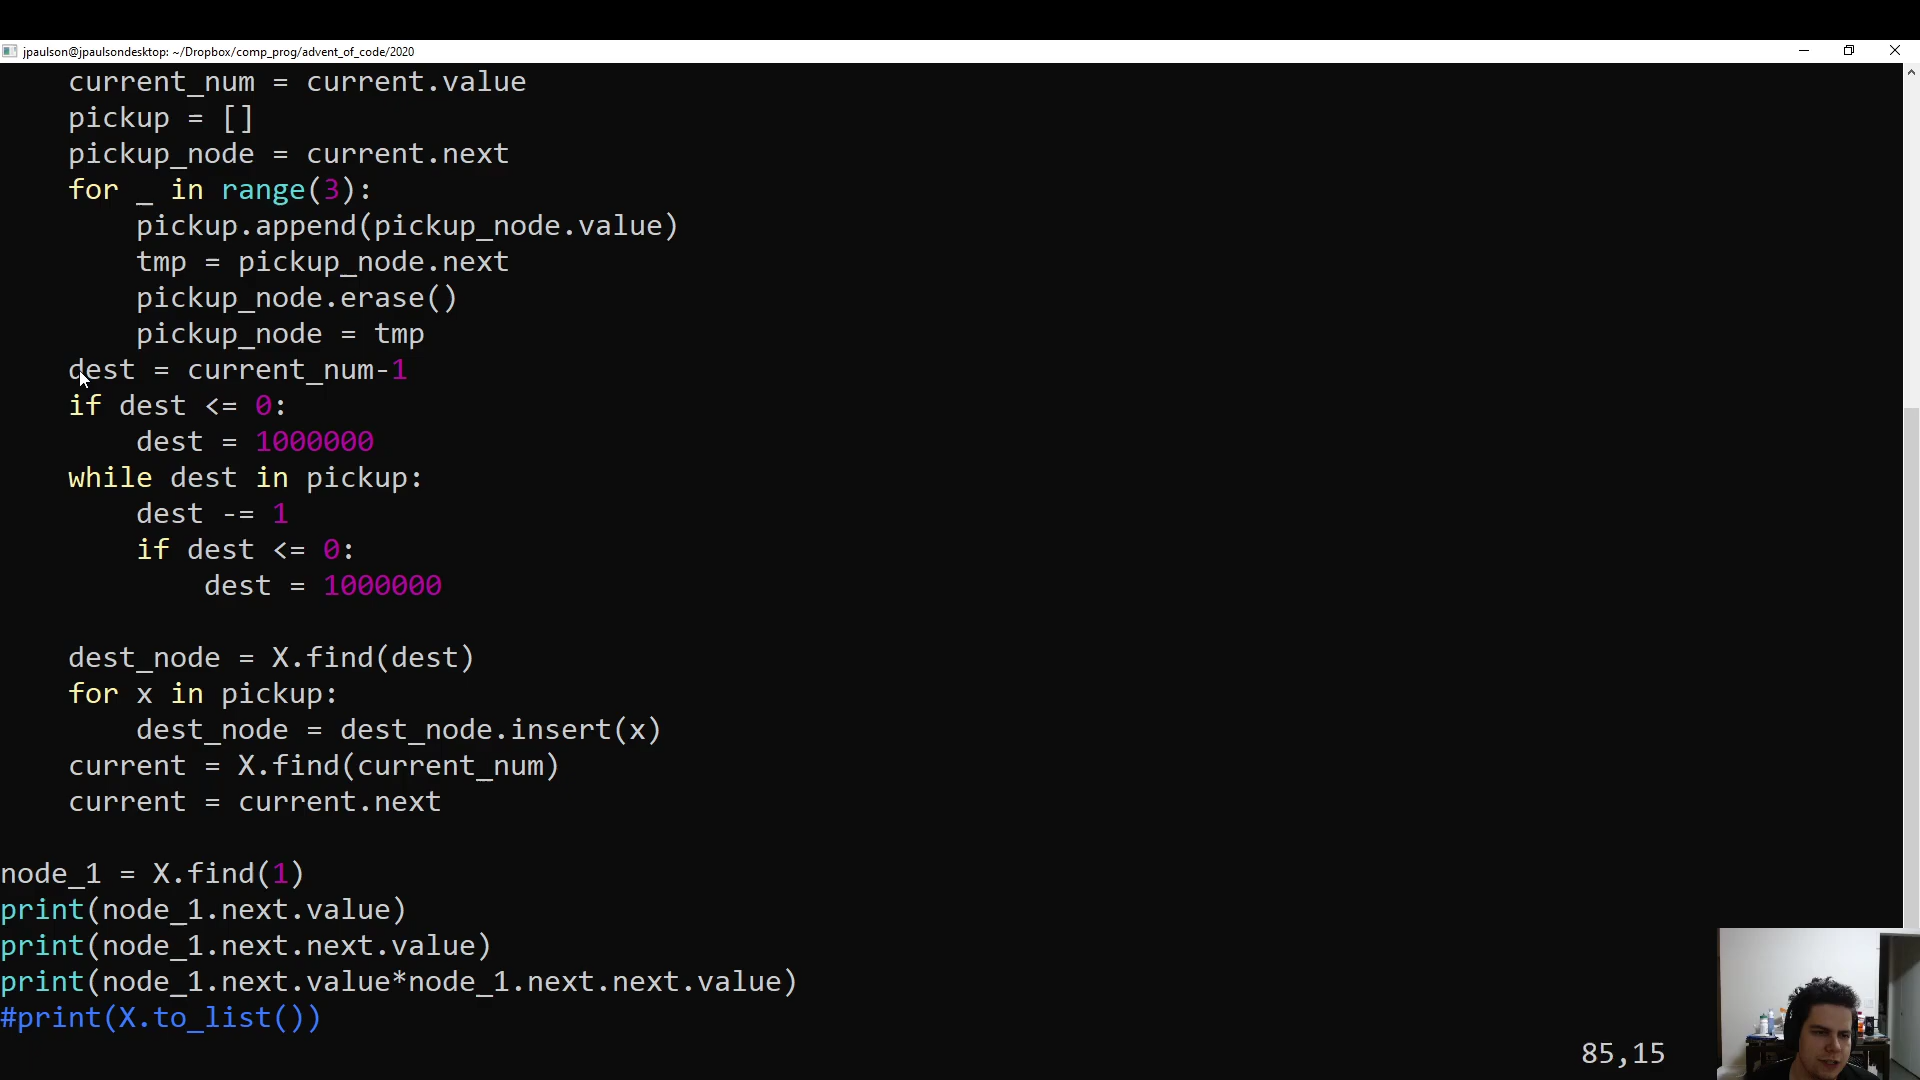 jpaulson@jpaulsondesktop: ~/Dropbox/comp_prog/advent_of_code/2020
current_num = current.value
pickup = []
pickup_node = current.next
for _ in range(3):
pickup.append(pickup_node.value)
tmp = pickup_node.next
pickup_node.erase()
pickup_node = tmp
dest = current_num-1
if dest <= 0:
dest = 1000000
while dest in pickup:
dest -= 1
if dest <= 0:
dest = 1000000
dest_node = X.find(dest)
for x in pickup:
dest_node = dest_node.insert(x)
current = X.find(current_num)
current = current.next
node_1 = X.find(1)
print(node_1.next.value)
print(node_1.next.next.value)
print(node_1.next.value*node_1.next.next.value)
#print(X.to_list())
85,15